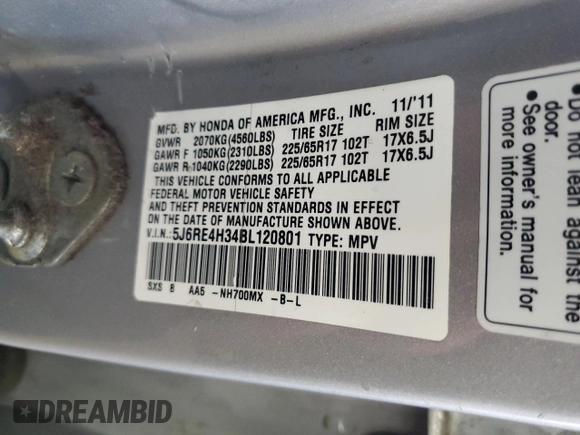 MFD. BY HONDA OF AMERICA MFG., INC. 11/'11
GVWR 2070KG(4560LBS) TIRE SIZE RIM SIZE
GAWR F 1050KG(2310LBS) 225/65R17 102T 17X6.5J
GAWR R 1040KG(2290LBS) 225/65R17 102T 17X6.5J
THIS VEHICLE CONFORMS TO ALL APPLICABLE
FEDERAL MOTOR VEHICLE SAFETY
AND THEFT PREVENTION STANDARDS IN EFFECT
ON THE DATE OF MANUFACTURE SHOWN ABOVE.
V.I.N.: 5J6RE4H34BL120801 TYPE: MPV
SXS B AA5 -NH700MX -B-L
• Do not lean against the
door.
• See owner's manual for
more information.
DREAMBID